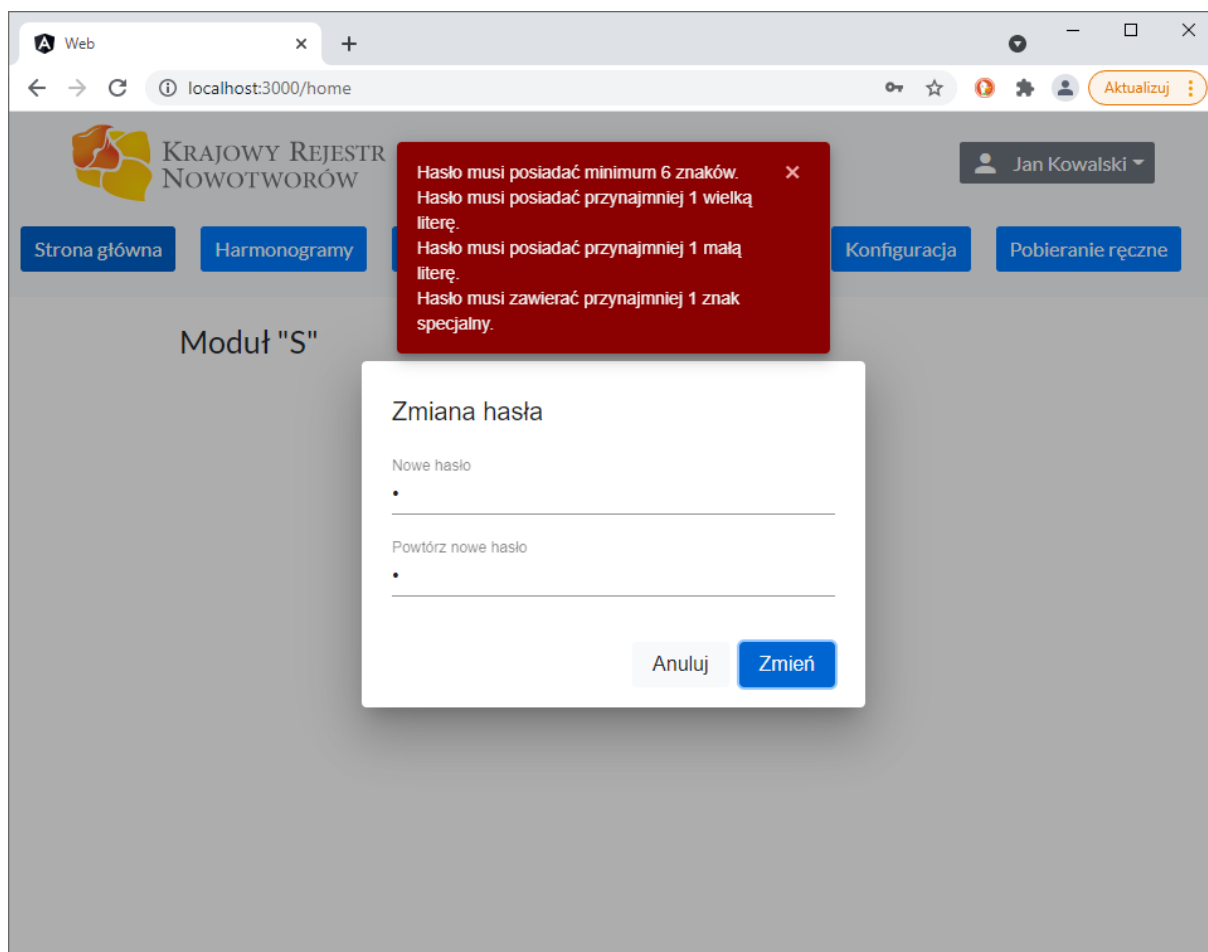 Web
localhost:3000/home
Aktualizuj
KRAJOWY REJESTR
NOWOTWORÓW
Jan Kowalski
Hasło musi posiadać minimum 6 znaków.
Hasło musi posiadać przynajmniej 1 wielką
literę.
Hasło musi posiadać przynajmniej 1 małą
literę.
Hasło musi zawierać przynajmniej 1 znak
specjalny.
Strona główna
Harmonogramy
Konfiguracja
Pobieranie ręczne
Moduł "S"
Zmiana hasła
Nowe hasło
•
Powtórz nowe hasło
•
Anuluj
Zmień